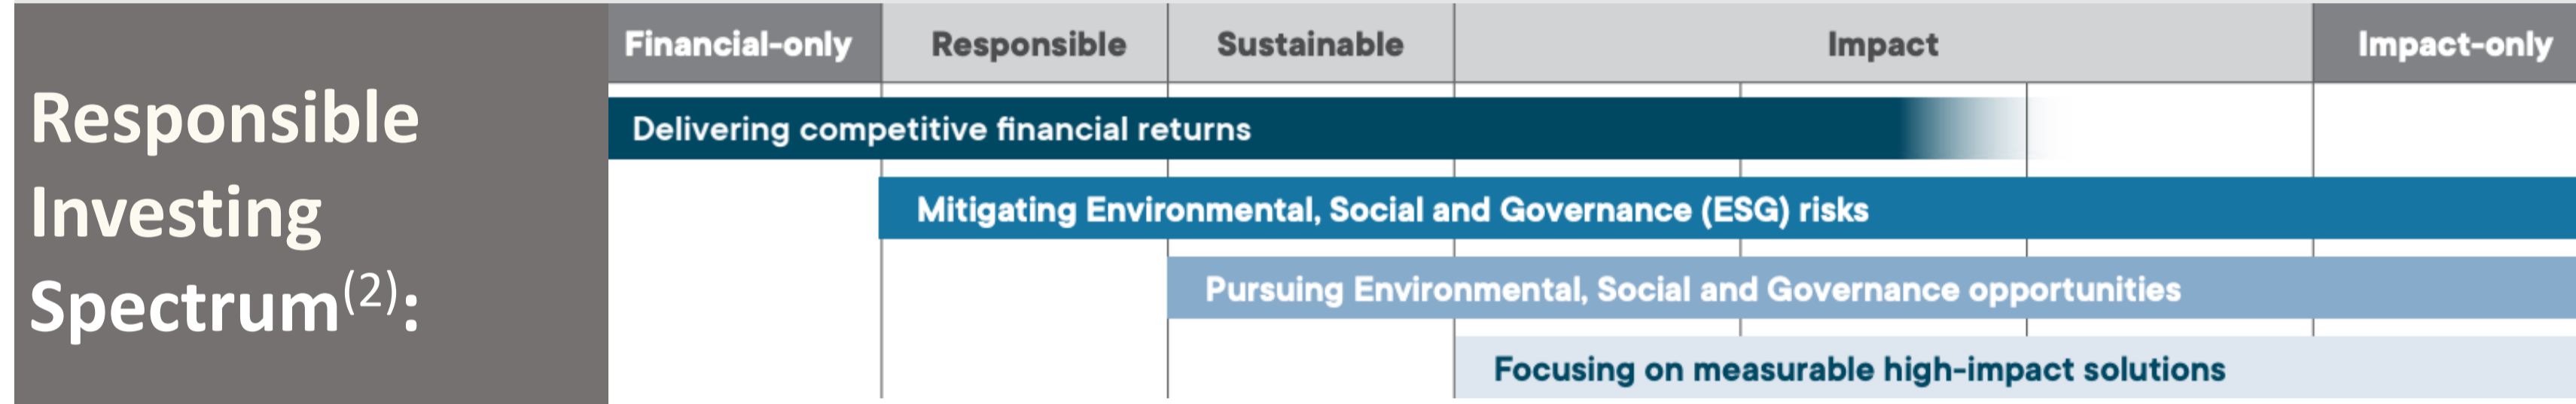 Responsible
Investing
Spectrum(2):
Financial-only
Responsible
Sustainable
Impact
Impact-only
Delivering competitive financial returns
Mitigating Environmental, Social and Governance (ESG) risks
Pursuing Environmental, Social and Governance opportunities
Focusing on measurable high-impact solutions